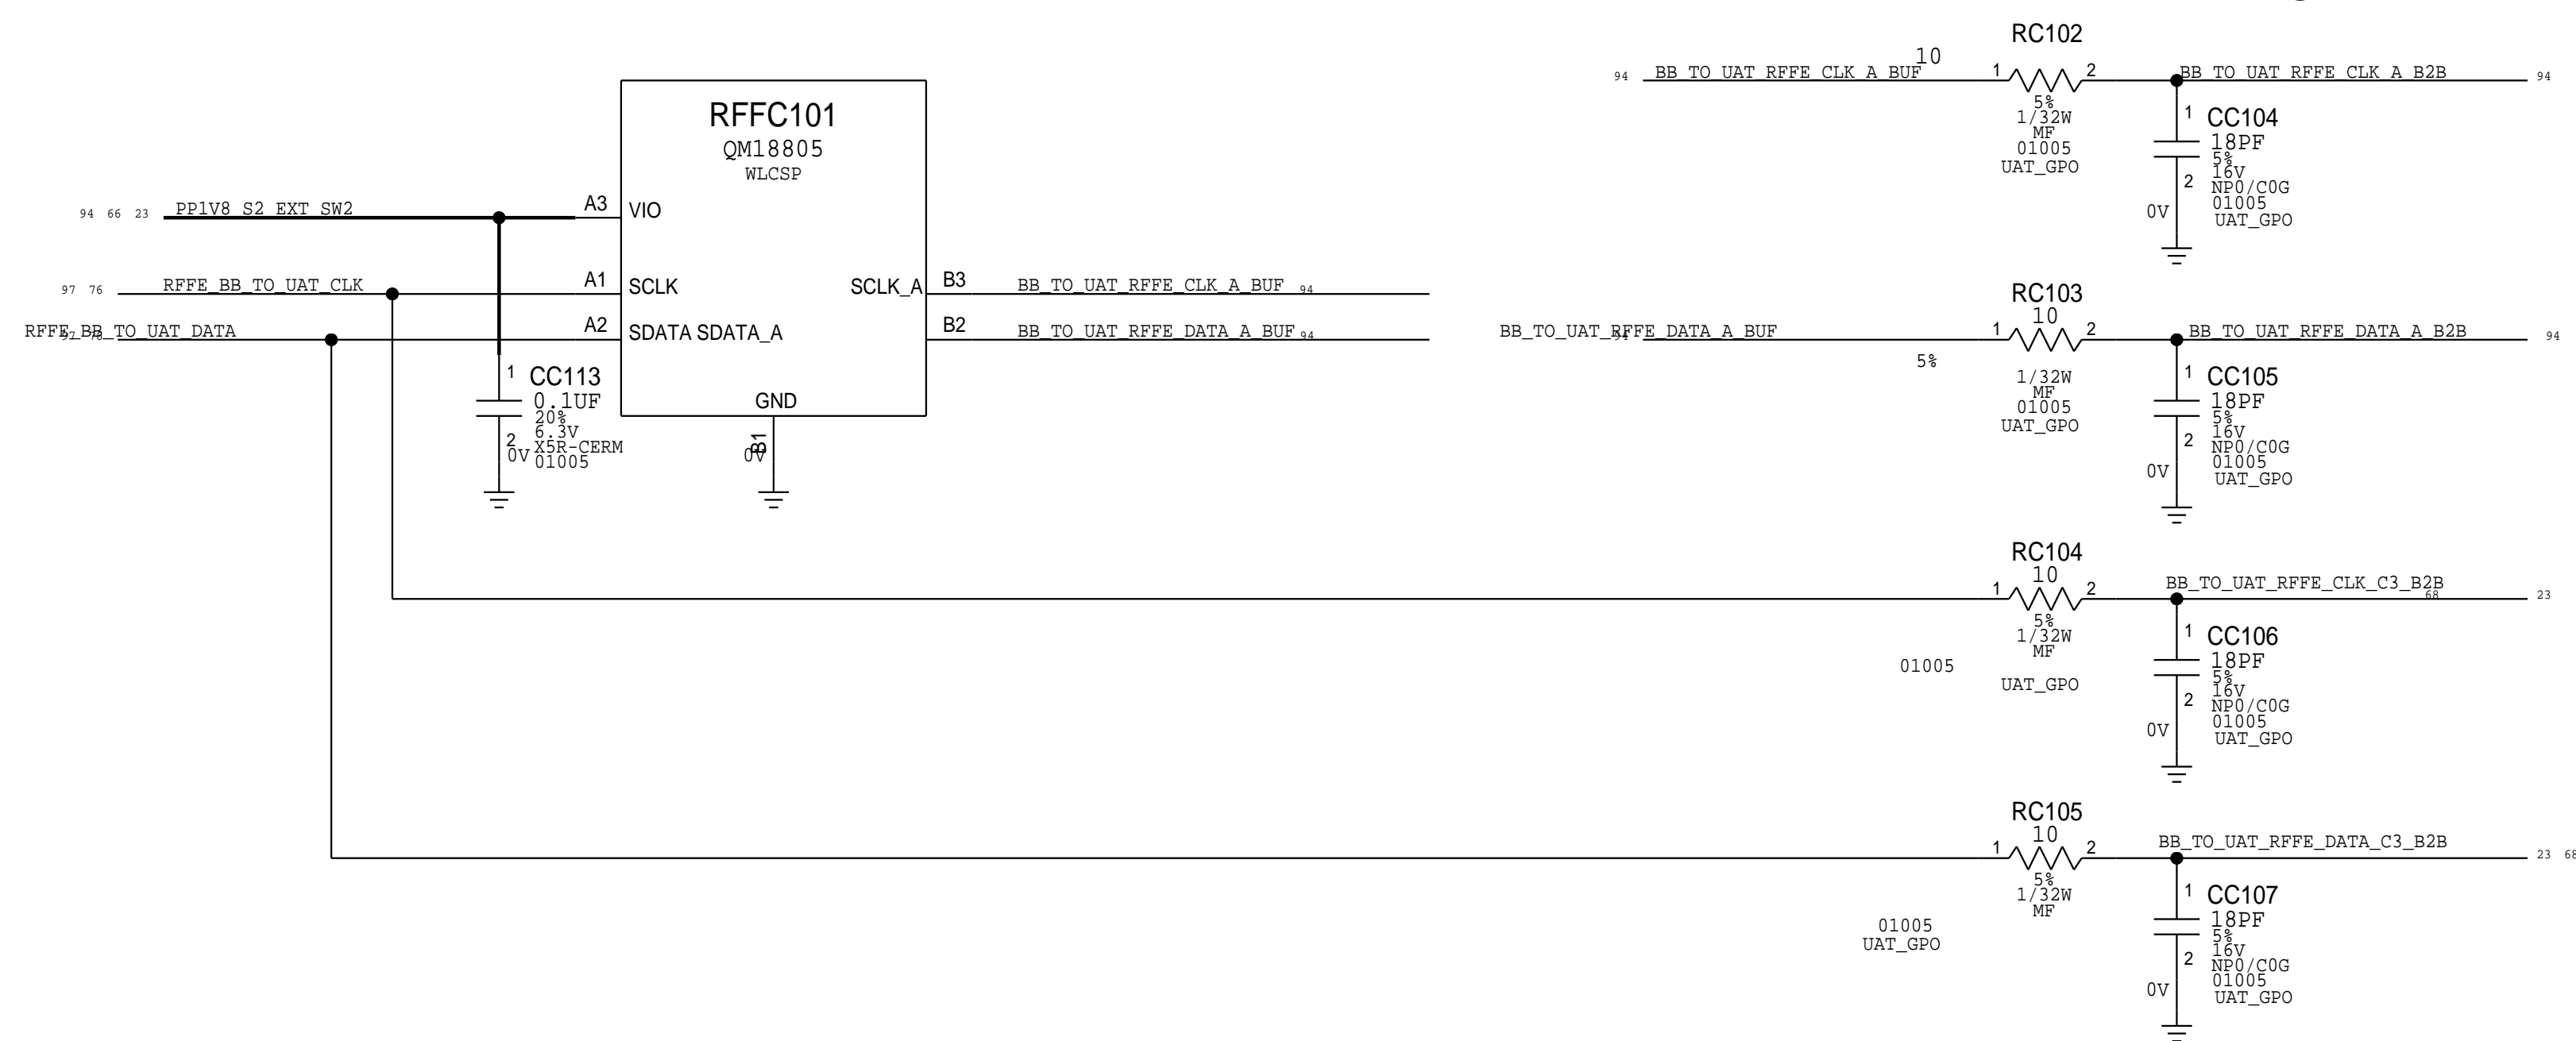 RFFC101
QM18805
WLCSP
94 66 23 PP1V8_S2_EXT_SW2 A3 VIO
97 76 RFFE_BB_TO_UAT_CLK A1 SCLK SCLK_A B3 BB_TO_UAT_RFFE_CLK_A_BUF 94
RFFE_BB_TO_UAT_DATA A2 SDATA SDATA_A B2 BB_TO_UAT_RFFE_DATA_A_BUF 94
GND
B1
0V
1 CC113
0.1UF
20%
6.3V
2 X5R-CERM
0V 01005
RC102
94 BB_TO_UAT_RFFE_CLK_A_BUF 10 1 2 BB_TO_UAT_RFFE_CLK_A_B2B 94
5%
1/32W
MF
01005
UAT_GPO
1 CC104
18PF
5%
16V
2 NP0/C0G
01005
0V UAT_GPO
RC103
10
BB_TO_UAT_RFFE_DATA_A_BUF 1 2 BB_TO_UAT_RFFE_DATA_A_B2B 94
5%
1/32W
MF
01005
UAT_GPO
1 CC105
18PF
5%
16V
2 NP0/C0G
01005
0V UAT_GPO
RC104
10
1 2 BB_TO_UAT_RFFE_CLK_C3_B2B 68 23
5%
1/32W
MF
01005
UAT_GPO
1 CC106
18PF
5%
16V
2 NP0/C0G
01005
0V UAT_GPO
RC105
10
1 2 BB_TO_UAT_RFFE_DATA_C3_B2B 23 68
5%
1/32W
MF
01005
UAT_GPO
1 CC107
18PF
5%
16V
2 NP0/C0G
01005
0V UAT_GPO